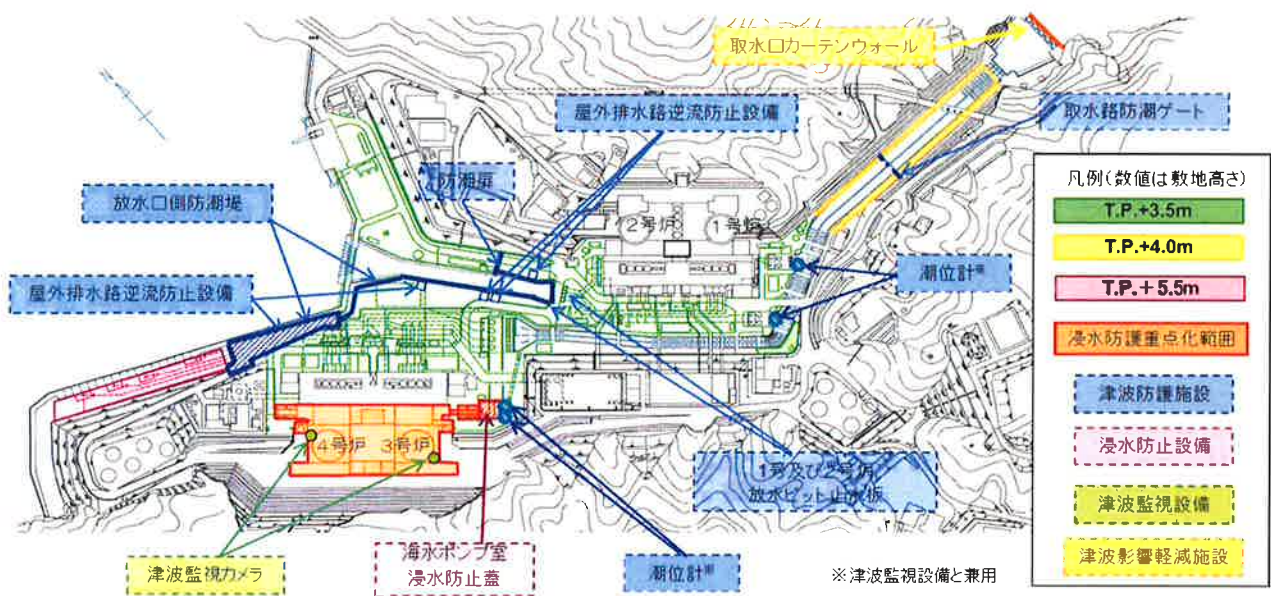 取水口カーテンウォール
屋外排水路逆流防止設備
取水路防潮ゲート
防潮扉
放水口側防潮堤
2号炉 1号炉
潮位計※
屋外排水路逆流防止設備
4号炉 3号炉
1号及び2号炉
放水ピット止水板
津波監視カメラ
海水ポンプ室
浸水防止蓋
潮位計※
※津波監視設備と兼用
凡例(数値は敷地高さ)
T.P.+3.5m
T.P.+4.0m
T.P.+5.5m
浸水防護重点化範囲
津波防護施設
浸水防止設備
津波監視設備
津波影響軽減施設